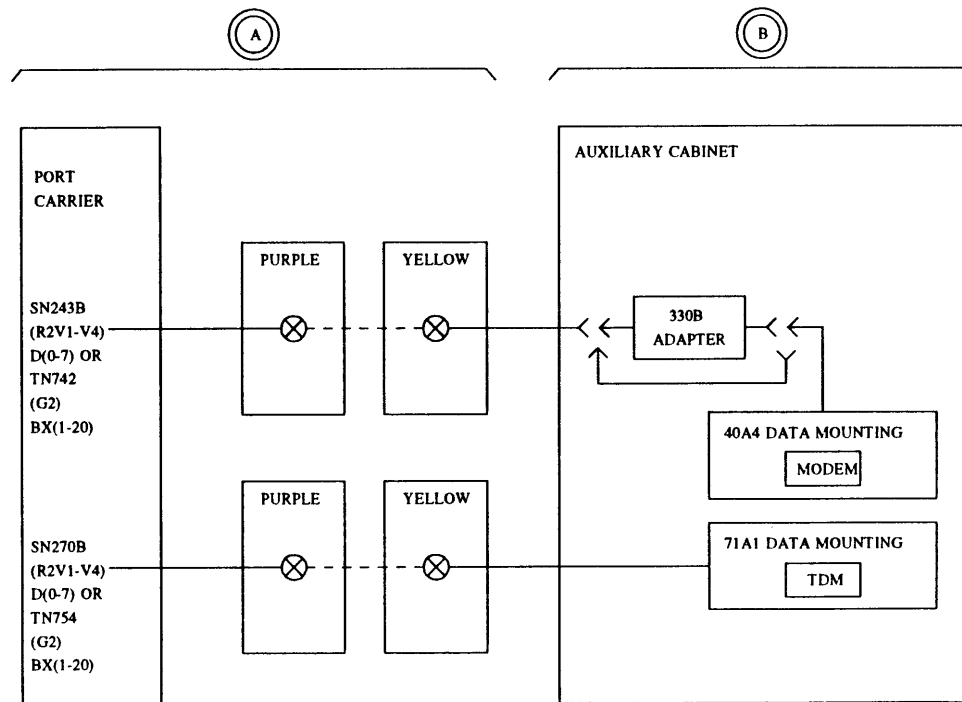 A
B
PORT
CARRIER
AUXILIARY CABINET
PURPLE
YELLOW
SN243B
(R2V1-V4)
D(0-7) OR
TN742
(G2)
BX(1-20)
330B
ADAPTER
40A4 DATA MOUNTING
MODEM
PURPLE
YELLOW
SN270B
(R2V1-V4)
D(0-7) OR
TN754
(G2)
BX(1-20)
71A1 DATA MOUNTING
TDM